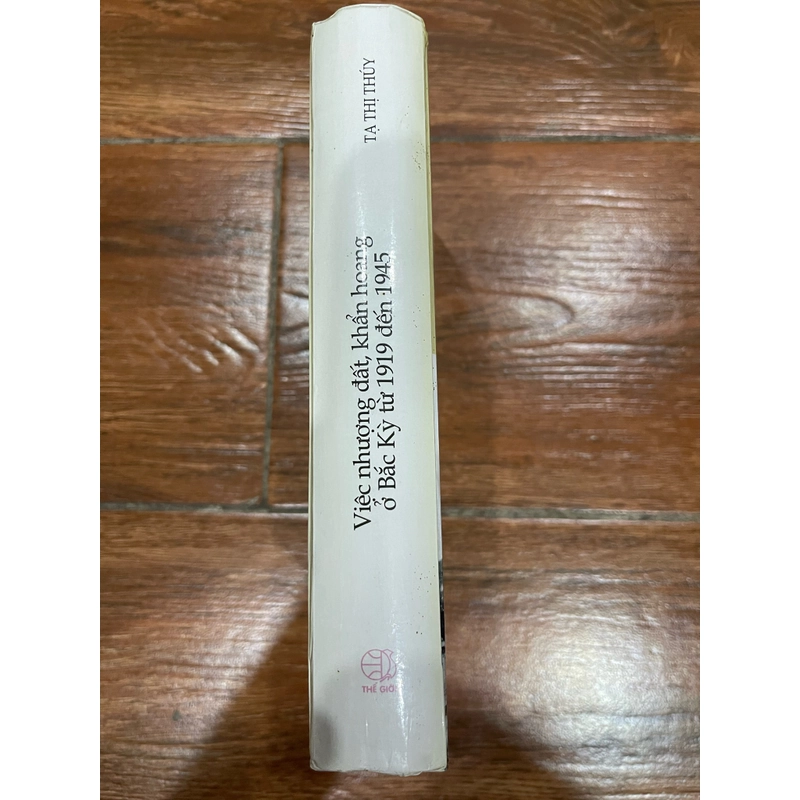 TẠ THỊ THÚY
Việc nhượng đất, khẩn hoang
ở Bắc Kỳ từ 1919 đến 1945
THẾ GIỚI